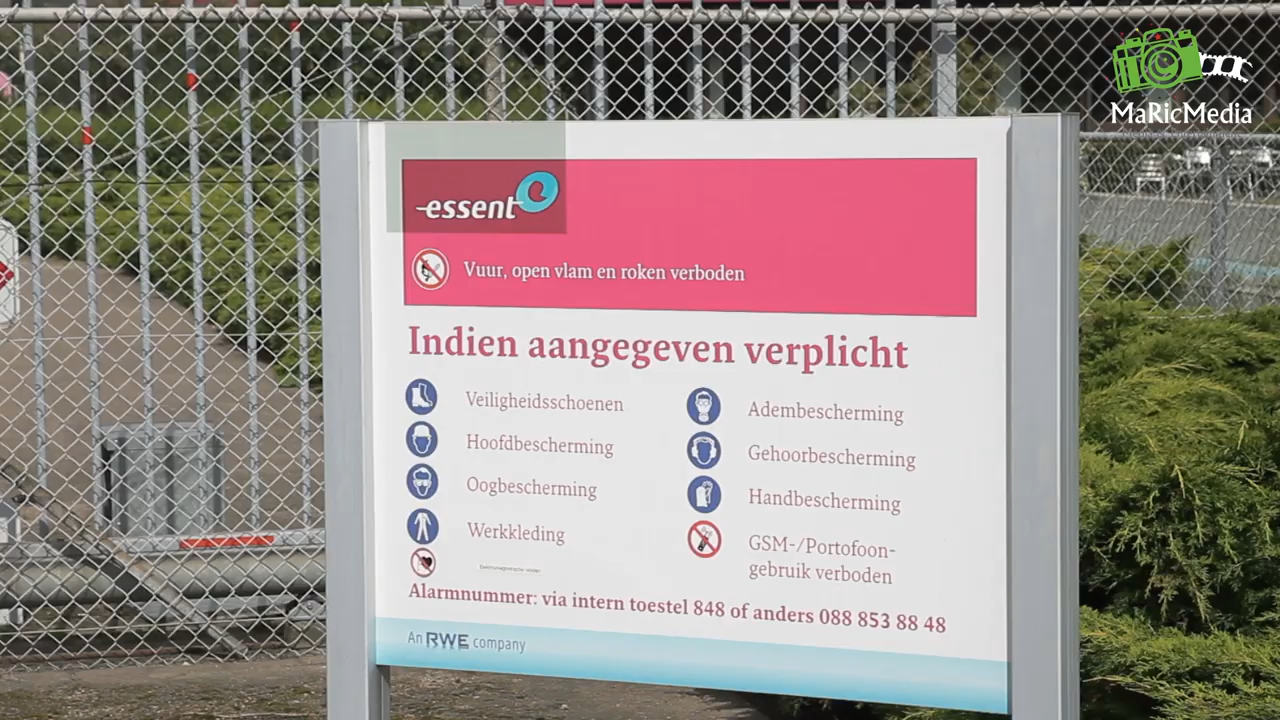 MaRicMedia
essent
Vuur, open vlam en roken verboden
Indien aangegeven verplicht
Veiligheidsschoenen
Hoofdbescherming
Oogbescherming
Werkkleding
Adembescherming
Gehoorbescherming
Handbescherming
GSM-/Portofoon-
gebruik verboden
Alarmnummer: via intern toestel 848 of anders 088 853 88 48
An RWE company